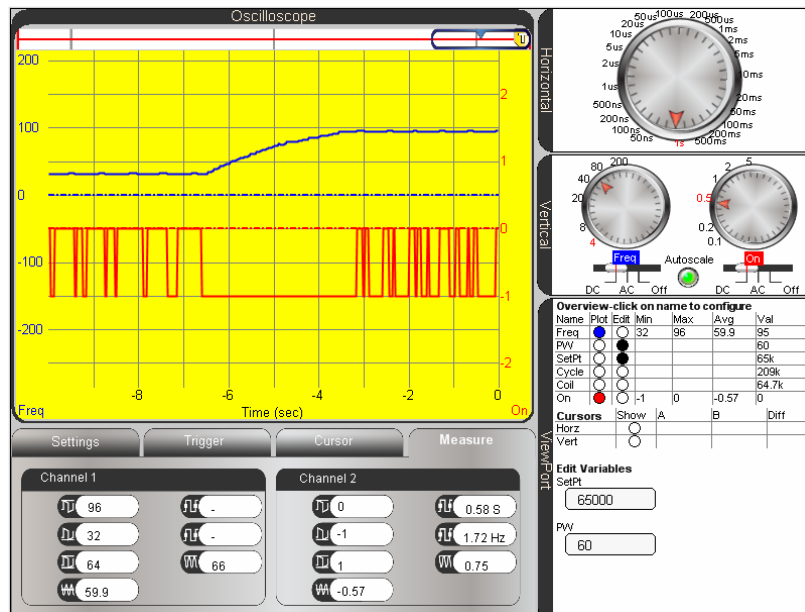 Oscilloscope
U
200
100
0
-100
-200
2
1
0
-1
-2
-8
-6
-4
-2
0
Freq
Time (sec)
On
Horizontal
50us
100us
200us
20us
500us
10us
1ms
5us
2ms
2us
5ms
1us
10ms
500ns
20ms
200ns
50ms
100ns
100ms
50ns
200ms
1s
500ms
Vertical
80
200
40
20
8
4
2
5
1
0.5
0.2
0.1
Freq
Autoscale
On
DC
AC
Off
DC
AC
Off
ViewPort
Overview-click on name to configure
Name Plot Edit Min Max Avg Val
Freq 32 96 59.9 95
PW 60
SetPt 65k
Cycle 209k
Coil 64.7k
On -1 0 -0.57 0
Cursors Show A B Diff
Horz
Vert
Edit Variables
SetPt
65000
PW
60
Settings
Trigger
Cursor
Measure
Channel 1
96
-
32
-
64
66
59.9
Channel 2
0
0.58 S
-1
1.72 Hz
1
0.75
-0.57